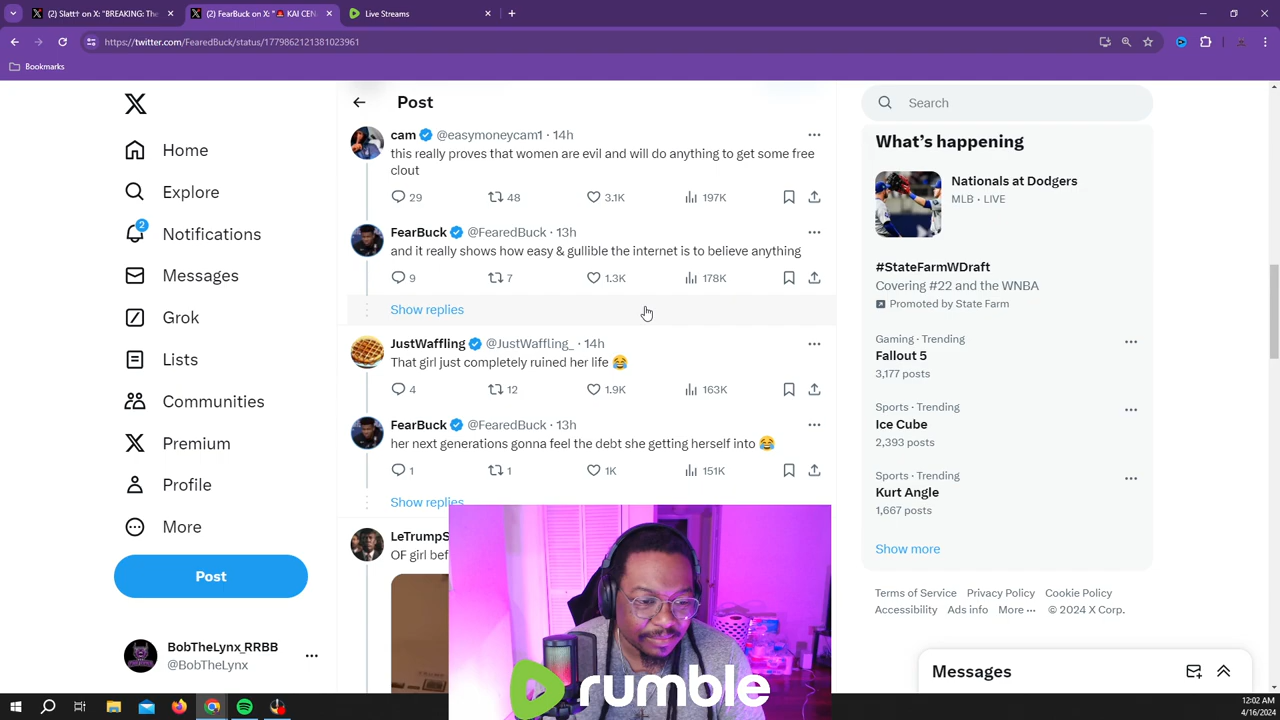 (2) Slatt† on X: "BREAKING: The
(2) FearBuck on X: "🚨 KAI CEN
Live Streams
https://twitter.com/FearedBuck/status/1779862121381023961
Bookmarks
Home
Explore
2
Notifications
Messages
Grok
Lists
Communities
Premium
Profile
More
Post
BobTheLynx_RRBB
@BobTheLynx
Post
cam @easymoneycam1 · 14h
this really proves that women are evil and will do anything to get some free
clout
29 48 3.1K 197K
FearBuck @FearedBuck · 13h
and it really shows how easy & gullible the internet is to believe anything
9 7 1.3K 178K
Show replies
JustWaffling @JustWaffling_ · 14h
That girl just completely ruined her life 😂
4 12 1.9K 163K
FearBuck @FearedBuck · 13h
her next generations gonna feel the debt she getting herself into 😂
1 1 1K 151K
Show replies
LeTrumpS
OF girl bef
rumble
Search
What's happening
Nationals at Dodgers
MLB · LIVE
#StateFarmWDraft
Covering #22 and the WNBA
Promoted by State Farm
Gaming · Trending
Fallout 5
3,177 posts
Sports · Trending
Ice Cube
2,393 posts
Sports · Trending
Kurt Angle
1,667 posts
Show more
Terms of Service Privacy Policy Cookie Policy
Accessibility Ads info More ··· © 2024 X Corp.
Messages
12:02 AM
4/16/2024